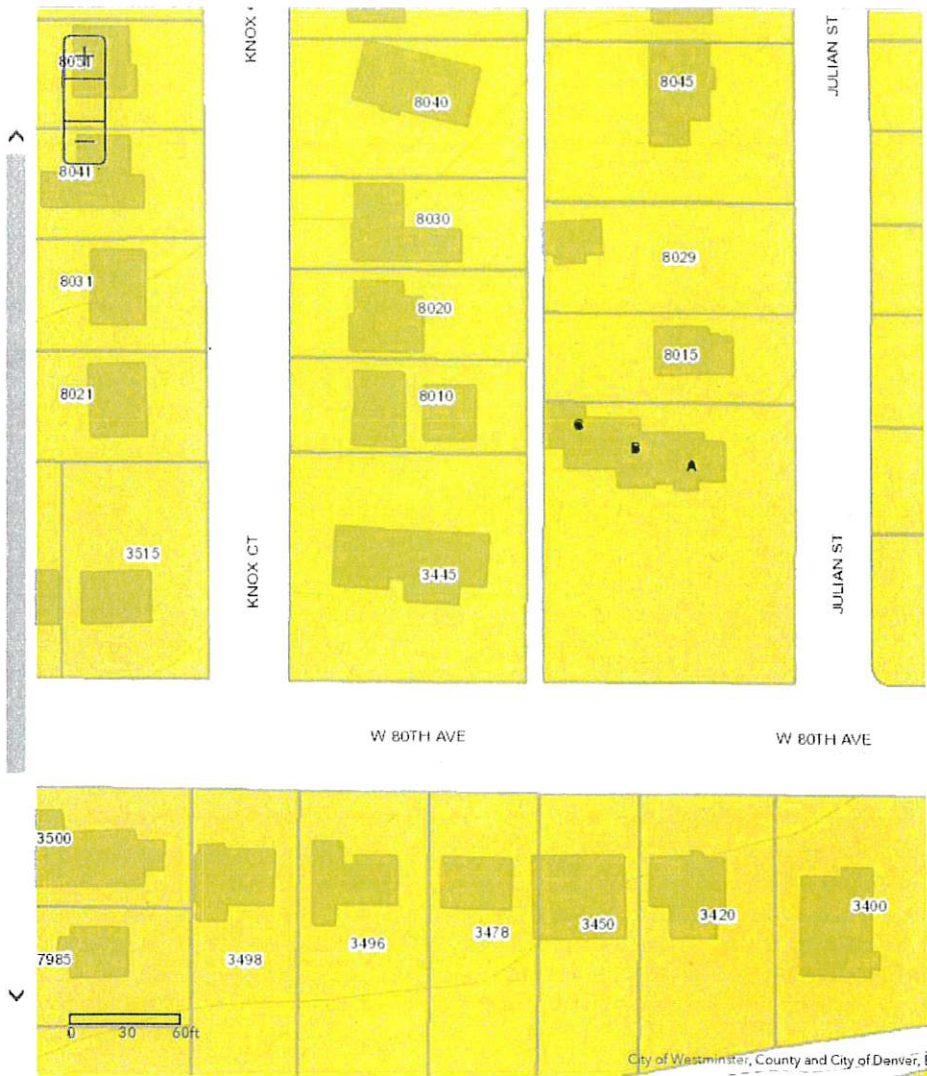 KNOX
JULIAN ST
8051
8040
8045
8041
8030
8029
8031
8020
8015
8021
8010
C
B
A
3515
KNOX CT
3445
JULIAN ST
W 80TH AVE
W 80TH AVE
3500
3498
3496
3478
3450
3420
3400
7985
0 30 60ft
City of Westminster, County and City of Denver,